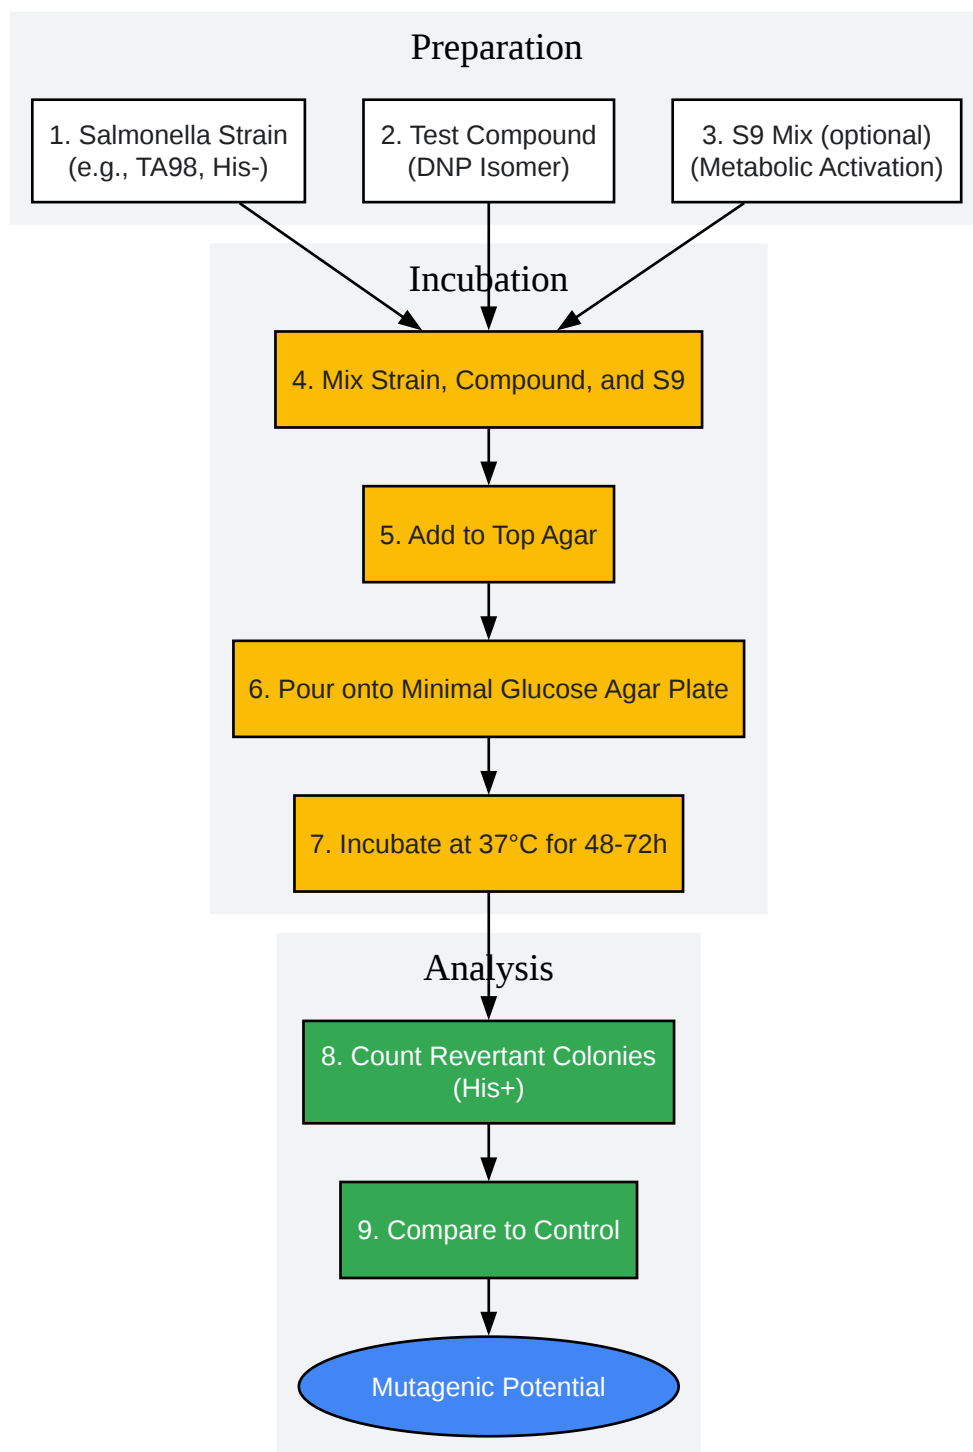 Preparation
1. Salmonella Strain
(e.g., TA98, His-)
2. Test Compound
(DNP Isomer)
3. S9 Mix (optional)
(Metabolic Activation)
Incubation
4. Mix Strain, Compound, and S9
5. Add to Top Agar
6. Pour onto Minimal Glucose Agar Plate
7. Incubate at 37°C for 48-72h
Analysis
8. Count Revertant Colonies
(His+)
9. Compare to Control
Mutagenic Potential